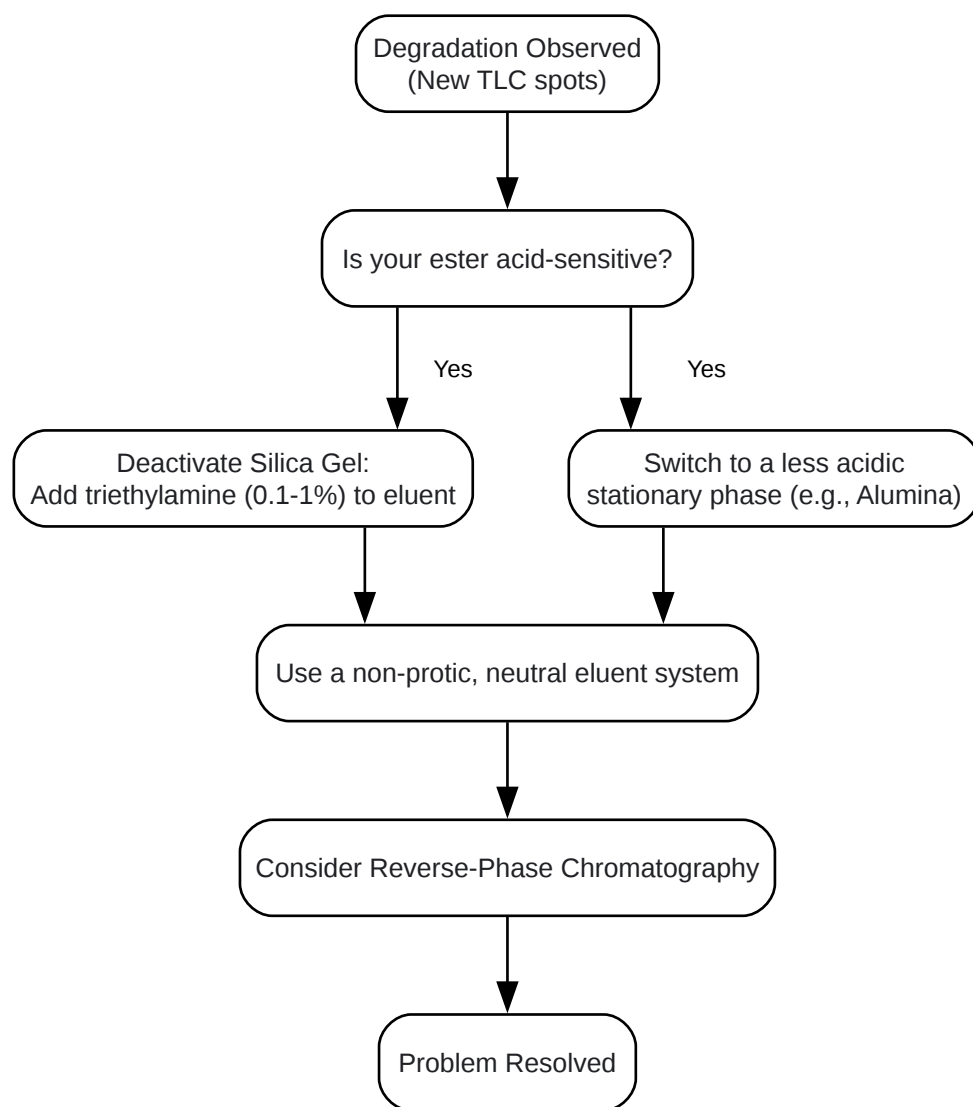 Degradation Observed
(New TLC spots)
Is your ester acid-sensitive?
Yes
Yes
Deactivate Silica Gel:
Add triethylamine (0.1-1%) to eluent
Switch to a less acidic
stationary phase (e.g., Alumina)
Use a non-protic, neutral eluent system
Consider Reverse-Phase Chromatography
Problem Resolved